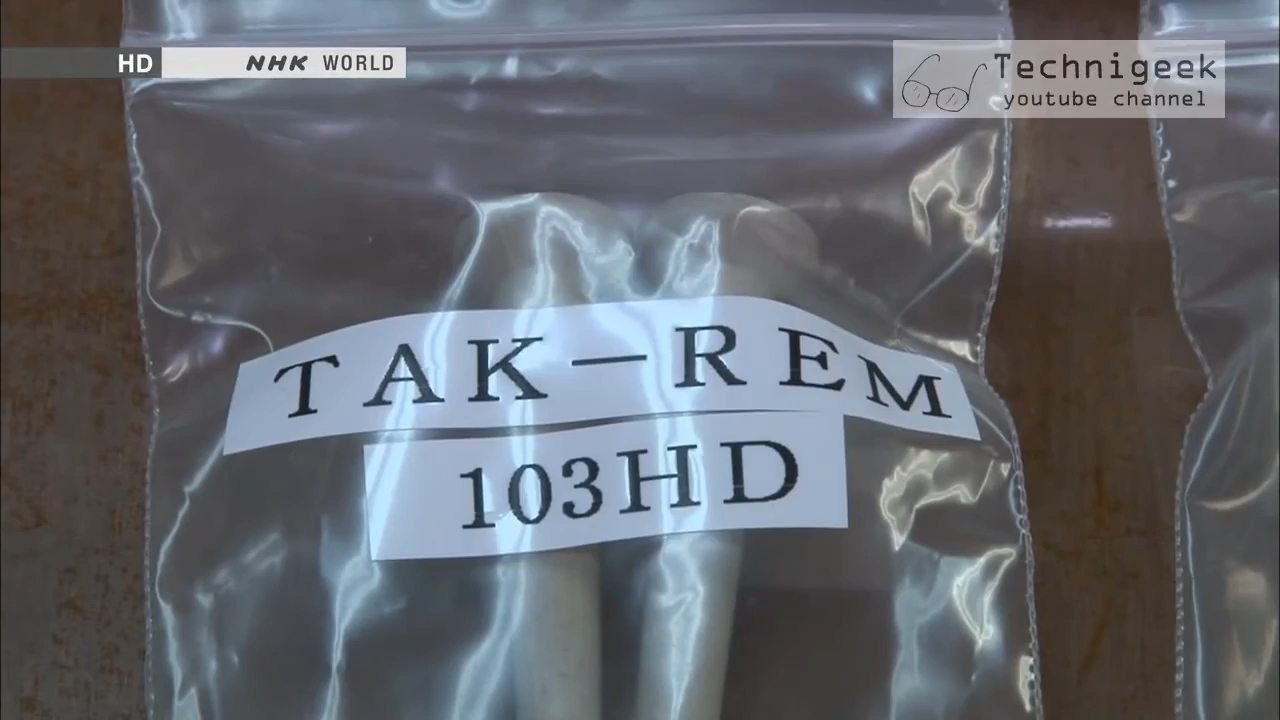 HD NHK WORLD
Technigeek
youtube channel
TAK-REM
103HD